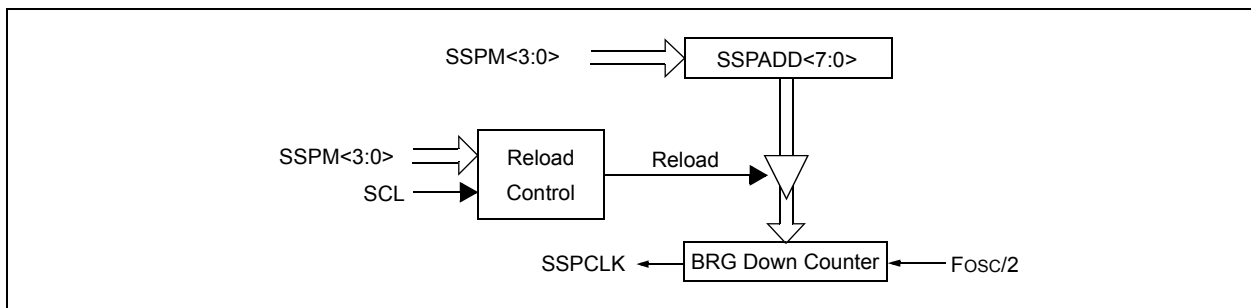 SSPM<3:0>
SSPADD<7:0>
SSPM<3:0>
SCL
Reload
Control
Reload
SSPCLK
BRG Down Counter
FOSC/2